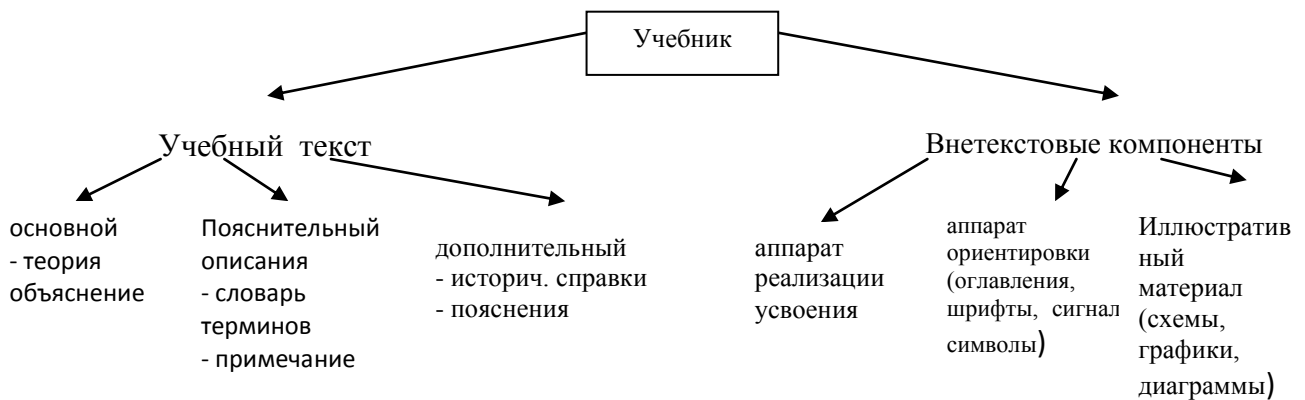 Учебник
Учебный текст
Внетекстовые компоненты
основной
- теория
объяснение
Пояснительный
описания
- словарь
терминов
- примечание
дополнительный
- историч. справки
- пояснения
аппарат
реализации
усвоения
аппарат
ориентировки
(оглавления,
шрифты, сигнал
символы)
Иллюстратив
ный
материал
(схемы,
графики,
диаграммы)